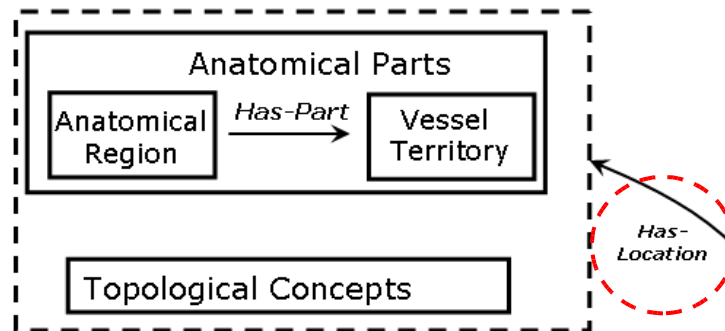 Anatomical Parts
Has-Part
Anatomical
Region
Vessel
Territory
Has-
Location
Topological Concepts